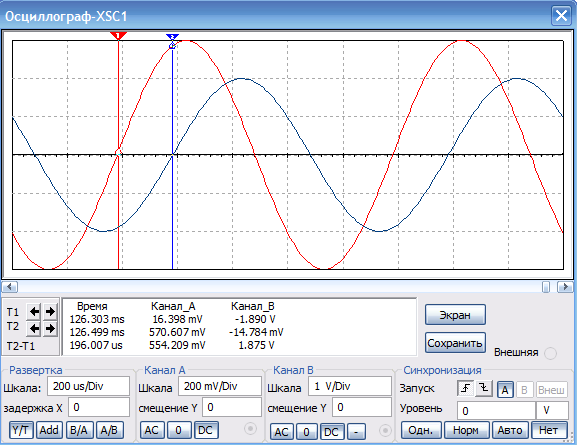 Осциллограф-XSC1
1
2
Время Канал_A Канал_B
T1 126.303 ms 16.398 mV -1.890 V
T2 126.499 ms 570.607 mV -14.784 mV
T2-T1 196.007 us 554.209 mV 1.875 V
Экран
Сохранить
Внешняя
Развертка Канал A Канал B Синхронизация
Шкала: 200 us/Div Шкала 200 mV/Div Шкала 1 V/Div Запуск A B Внеш
задержка X 0 смещение Y 0 смещение Y 0 Уровень 0 V
Y/T Add B/A A/B AC 0 DC AC 0 DC - Одн. Норм Авто Нет